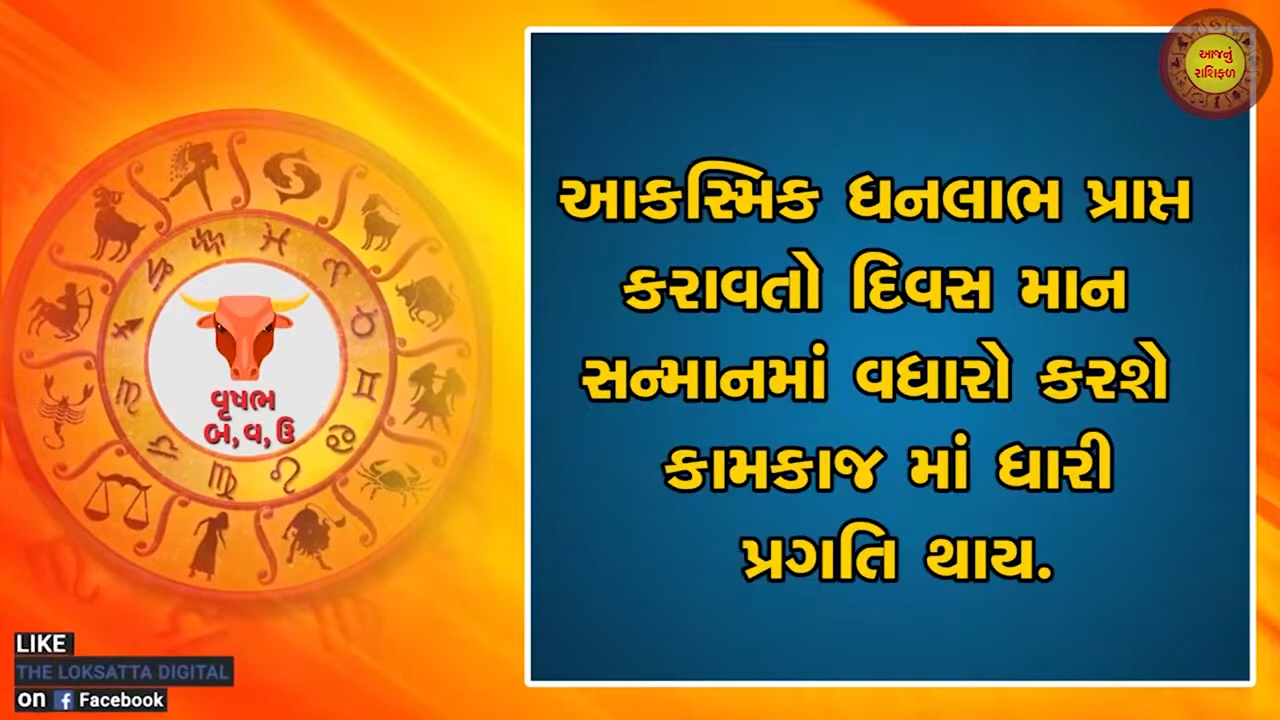 આજનું
રાશિફળ
આકસ્મિક ધનલાભ પ્રાપ્ત
કરાવતો દિવસ માન
સન્માનમાં વધારો કરશે
કામકાજ માં ધારી
પ્રગતિ થાય.
વૃષભ
બ, વ, ઉ
LIKE
THE LOKSATTA DIGITAL
on f Facebook